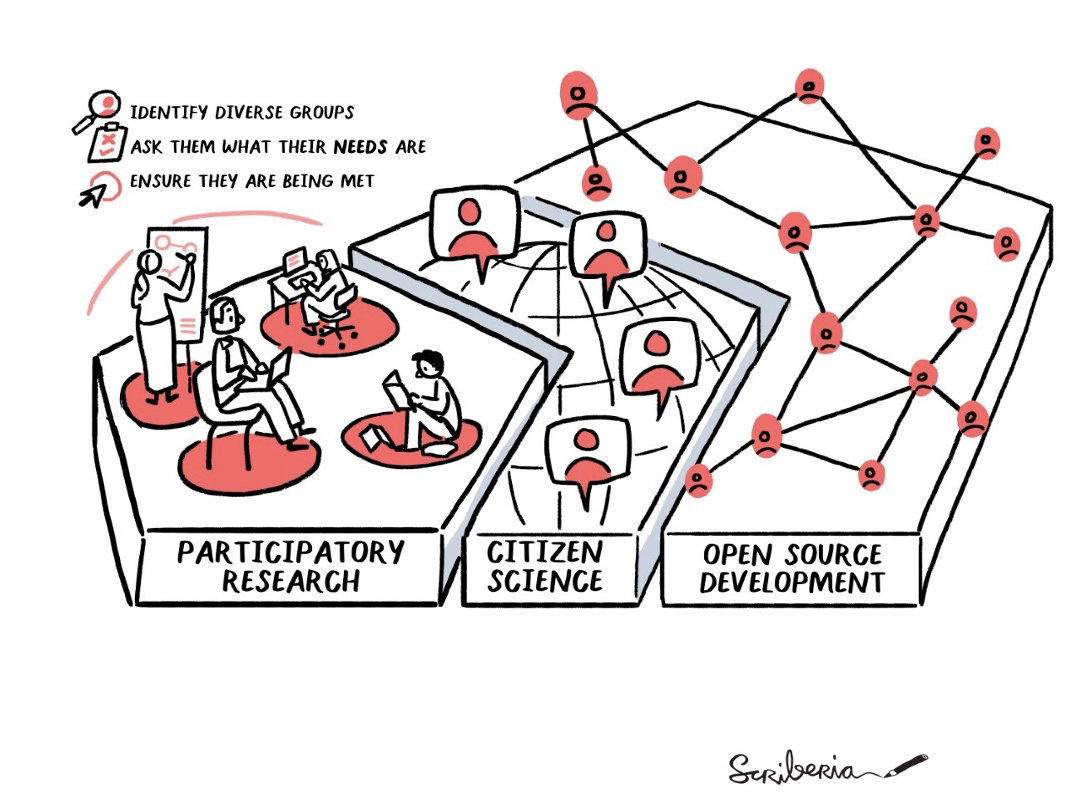 IDENTIFY DIVERSE GROUPS
ASK THEM WHAT THEIR NEEDS ARE
ENSURE THEY ARE BEING MET
PARTICIPATORY
RESEARCH
CITIZEN
SCIENCE
OPEN SOURCE
DEVELOPMENT
Scriberia